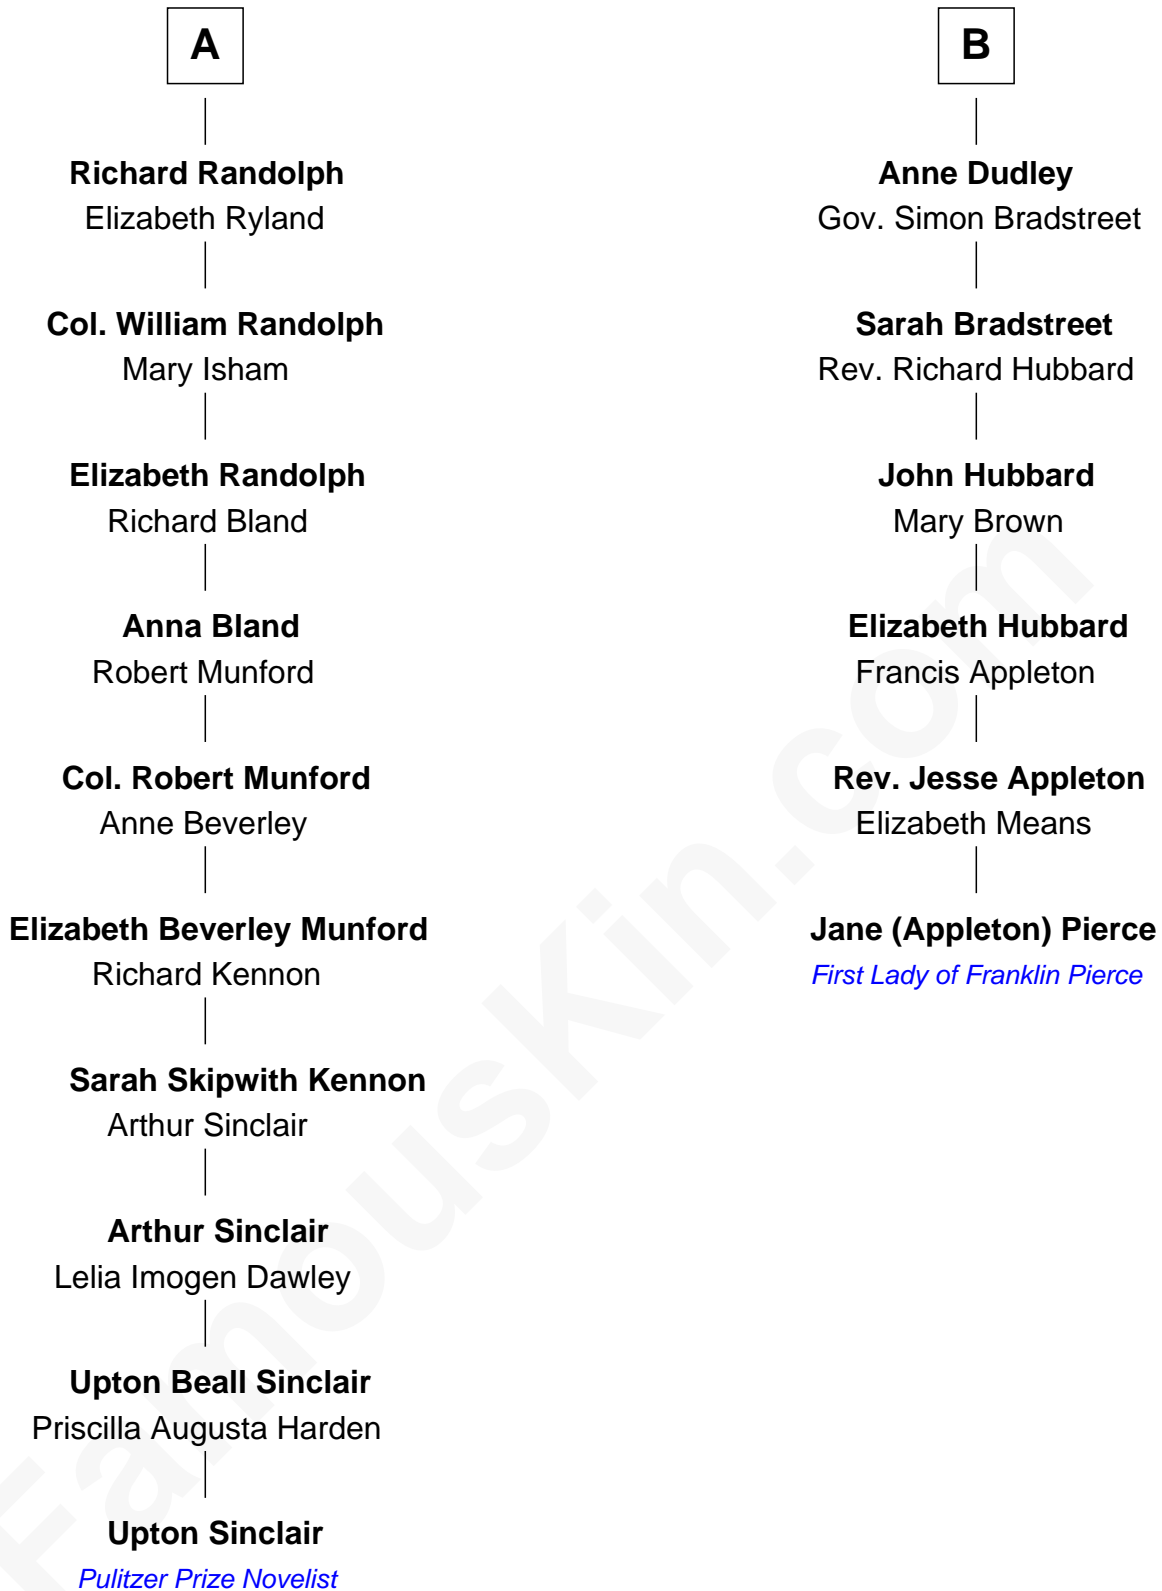 A
Richard Randolph
Elizabeth Ryland
Col. William Randolph
Mary Isham
Elizabeth Randolph
Richard Bland
Anna Bland
Robert Munford
Col. Robert Munford
Anne Beverley
Elizabeth Beverley Munford
Richard Kennon
Sarah Skipwith Kennon
Arthur Sinclair
Arthur Sinclair
Lelia Imogen Dawley
Upton Beall Sinclair
Priscilla Augusta Harden
Upton Sinclair
Pulitzer Prize Novelist
B
Anne Dudley
Gov. Simon Bradstreet
Sarah Bradstreet
Rev. Richard Hubbard
John Hubbard
Mary Brown
Elizabeth Hubbard
Francis Appleton
Rev. Jesse Appleton
Elizabeth Means
Jane (Appleton) Pierce
First Lady of Franklin Pierce
FamousKin.com